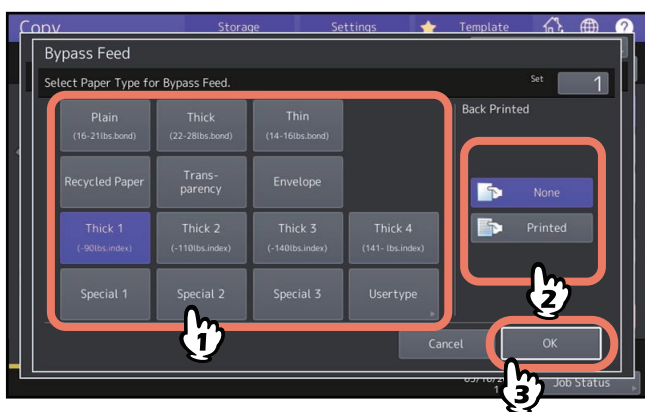 Copy Storage Settings Template ?
Bypass Feed
Select Paper Type for Bypass Feed.
Set 1
Plain
(16-21lbs.bond)
Thick
(22-28lbs.bond)
Thin
(14-16lbs.bond)
Back Printed
Recycled Paper
Trans-
parency
Envelope
None
Thick 1
(-90lbs.index)
Thick 2
(-110lbs.index)
Thick 3
(-140lbs.index)
Thick 4
(141- lbs.index)
Printed
Special 1
Special 2
Special 3
Usertype
1
2
Cancel
OK
3
Job Status